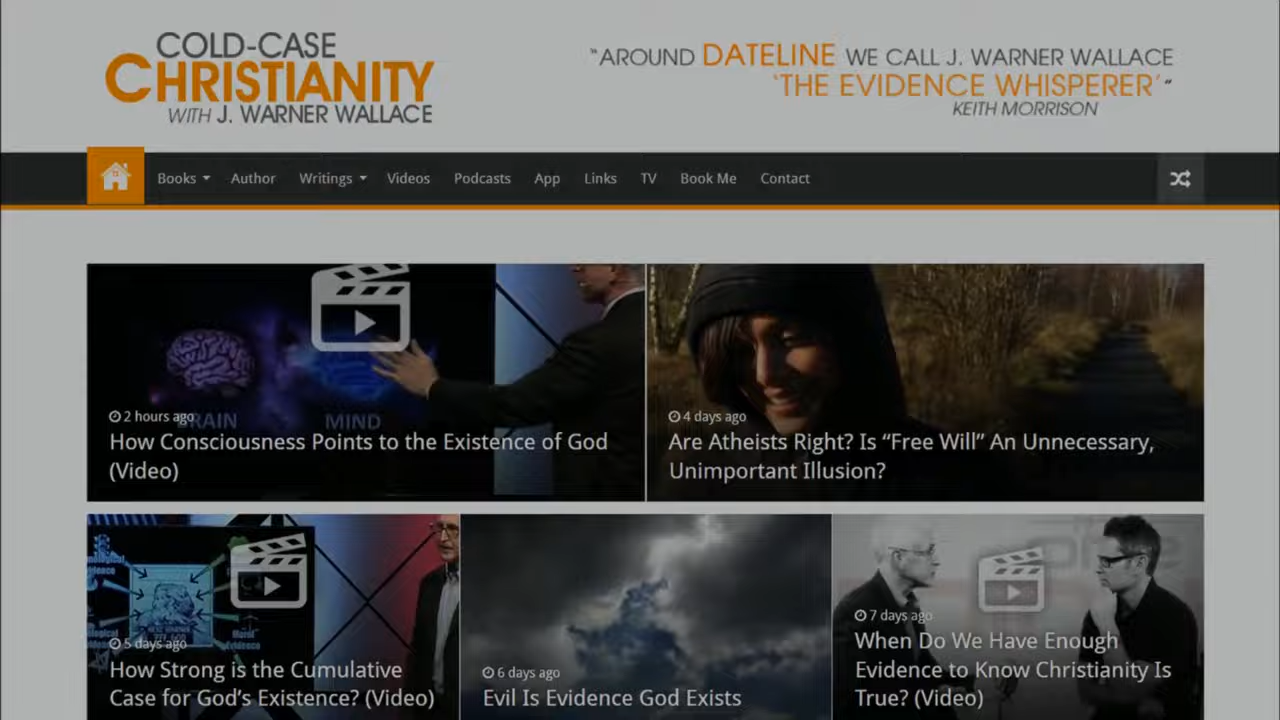 COLD-CASE
CHRISTIANITY
WITH J. WARNER WALLACE
“AROUND DATELINE WE CALL J. WARNER WALLACE
‘THE EVIDENCE WHISPERER’“
KEITH MORRISON
Books Author Writings Videos Podcasts App Links TV Book Me Contact
BRAIN MIND
2 hours ago
How Consciousness Points to the Existence of God
(Video)
4 days ago
Are Atheists Right? Is “Free Will” An Unnecessary,
Unimportant Illusion?
Evidence
Moral
Evidence
5 days ago
How Strong is the Cumulative
Case for God’s Existence? (Video)
6 days ago
Evil Is Evidence God Exists
7 days ago
When Do We Have Enough
Evidence to Know Christianity Is
True? (Video)